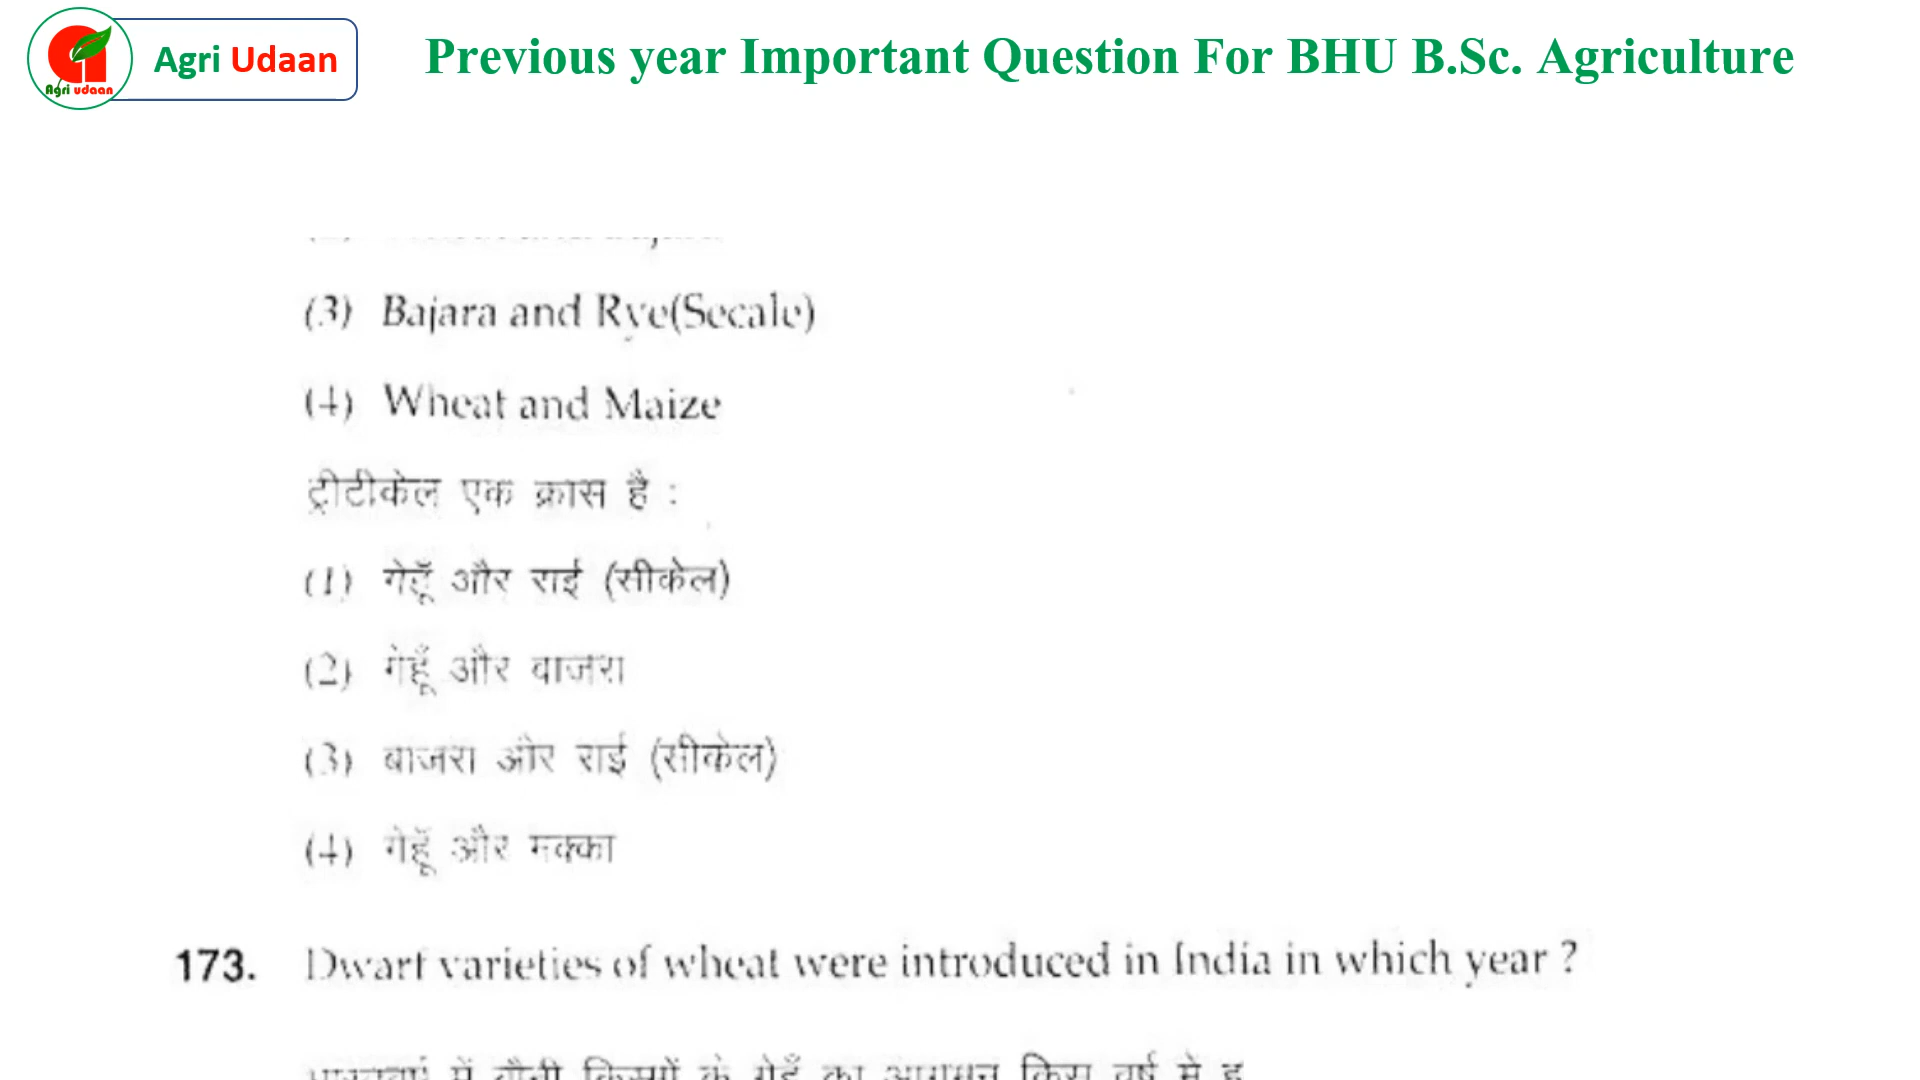 Agri Udaan
Agri udaan
Previous year Important Question For BHU B.Sc. Agriculture
(3) Bajara and Rye(Secale)
(4) Wheat and Maize
ट्रीटीकेल एक क्रास है :
(1) गेहूँ और राई (सीकेल)
(2) गेहूँ और बाजरा
(3) बाजरा और राई (सीकेल)
(4) गेहूँ और मक्का
173. Dwarf varieties of wheat were introduced in India in which year ?
में बौनी किस्मों के गेहूँ का आगमन किस वर्ष में